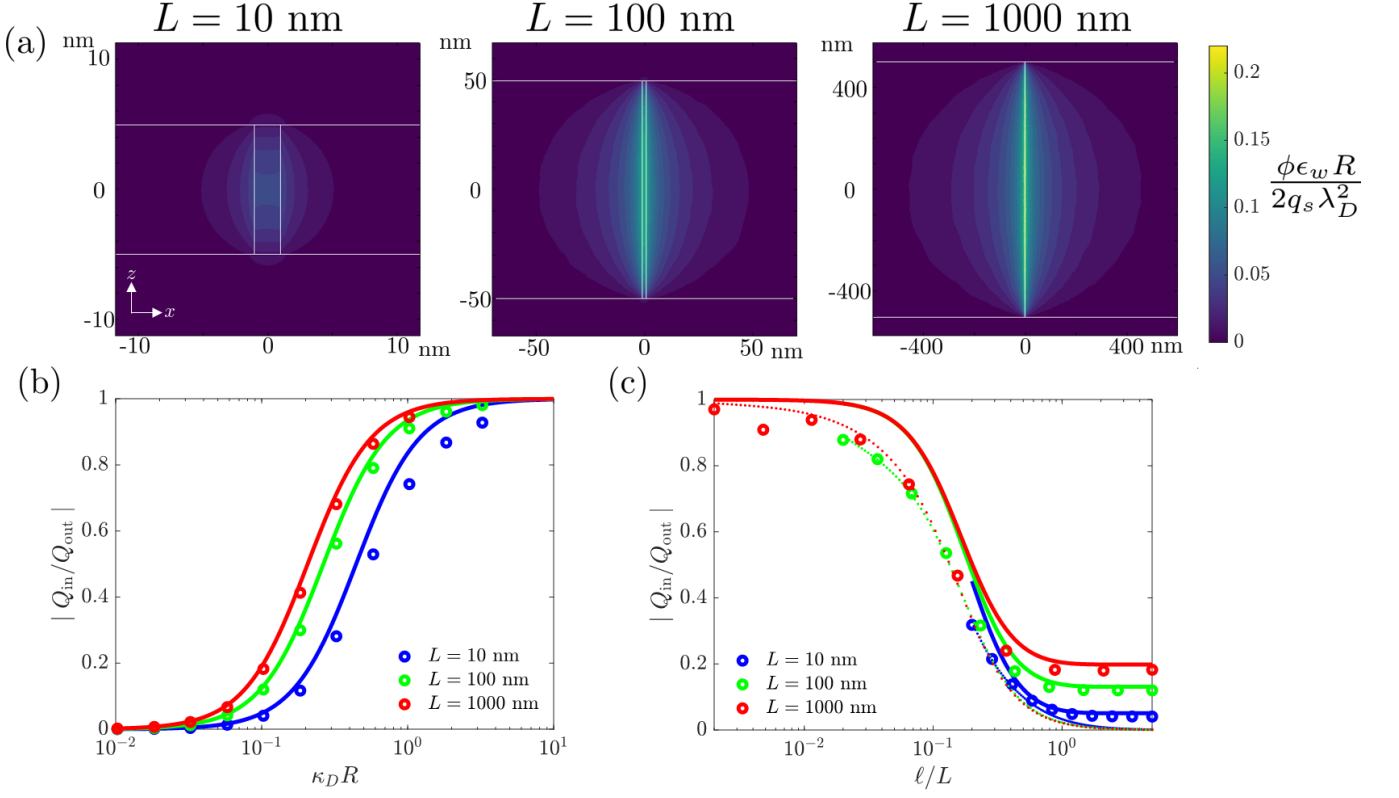 L = 10 nm
L = 100 nm
L = 1000 nm
(a)
nm
10
0
-10
z
x
-10 0 10 nm
nm
50
0
-50
-50 0 50 nm
nm
400
0
-400
-400 0 400 nm
0.2
0.15
0.1
0.05
0
ϕϵ_w R / 2q_s λ_D^2
(b)
| Q_in/Q_out |
1
0.8
0.6
0.4
0.2
0
L = 10 nm
L = 100 nm
L = 1000 nm
10^-2 10^-1 10^0 10^1
κ_D R
(c)
| Q_in/Q_out |
1
0.8
0.6
0.4
0.2
0
L = 10 nm
L = 100 nm
L = 1000 nm
10^-2 10^-1 10^0
ℓ/L